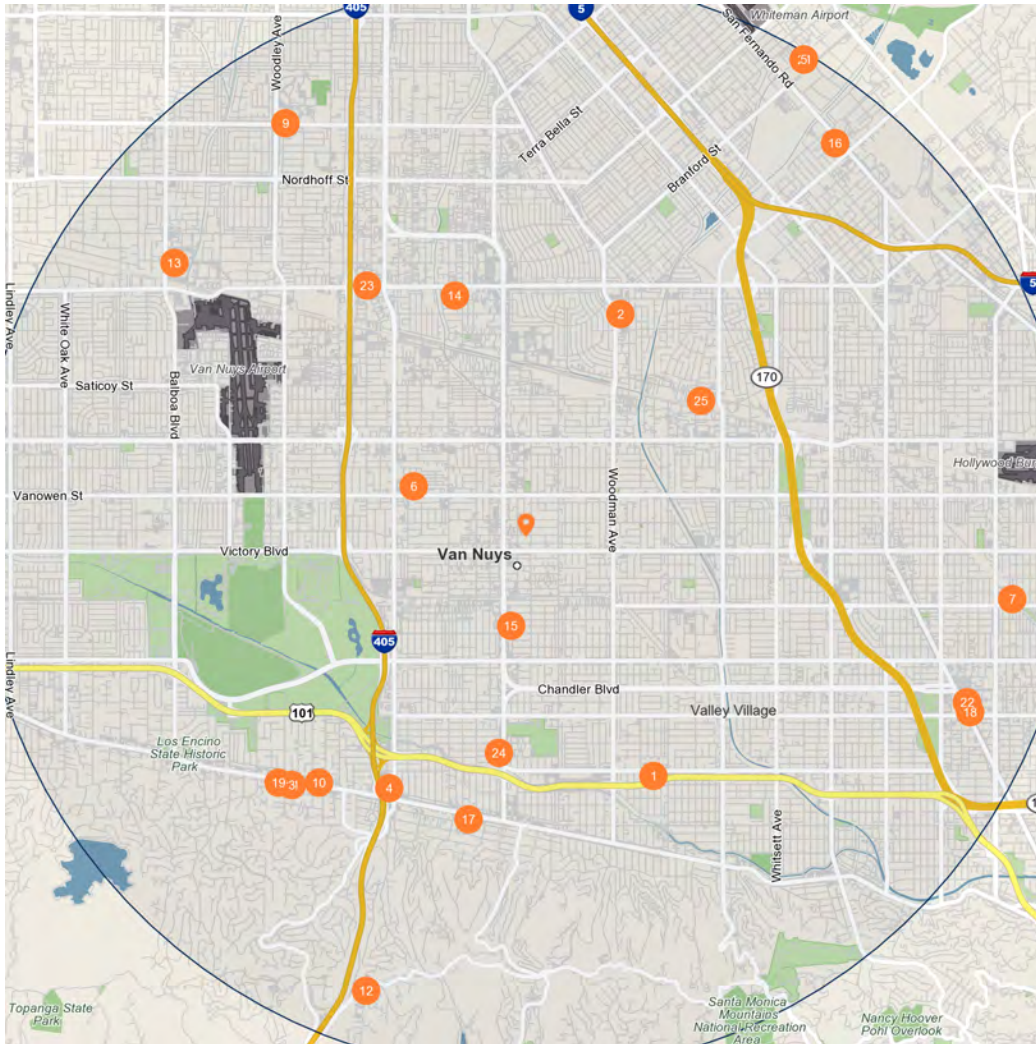 405
5
Whiteman Airport
San Fernando Rd
Woodley Ave
9
Terra Bella St
16
Branford St
Nordhoff St
13
23
14
2
5
Lindley Ave
White Oak Ave
Van Nuys Airport
170
Saticoy St
Balboa Blvd
25
Hollywood Bur
6
Vanowen St
Woodman Ave
Victory Blvd
Van Nuys
7
15
405
Lindley Ave
Chandler Blvd
22
18
101
Valley Village
Los Encino
State Historic
Park
24
19
10
4
1
17
Whitsett Ave
12
Topanga State
Park
Santa Monica
Mountains
National Recreation
Area
Nancy Hoover
Pohl Overlook